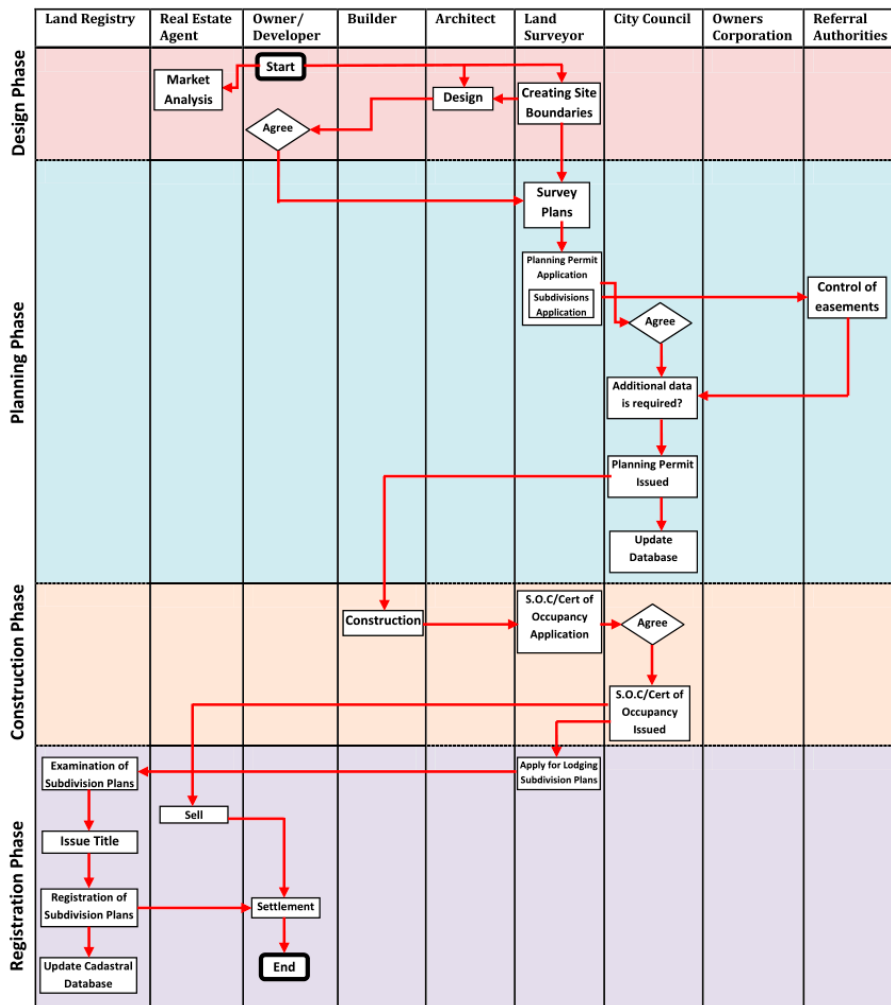 Land Registry
Real Estate
Agent
Owner/
Developer
Builder
Architect
Land
Surveyor
City Council
Owners
Corporation
Referral
Authorities
Design Phase
Start
Market
Analysis
Design
Creating Site
Boundaries
Agree
Planning Phase
Survey
Plans
Planning Permit
Application
Subdivisions
Application
Control of
easements
Agree
Additional data
is required?
Planning Permit
Issued
Update
Database
Construction Phase
Construction
S.O.C/Cert of
Occupancy
Application
Agree
S.O.C/Cert of
Occupancy
Issued
Registration Phase
Examination of
Subdivision Plans
Apply for Lodging
Subdivision Plans
Sell
Issue Title
Registration of
Subdivision Plans
Settlement
Update Cadastral
Database
End